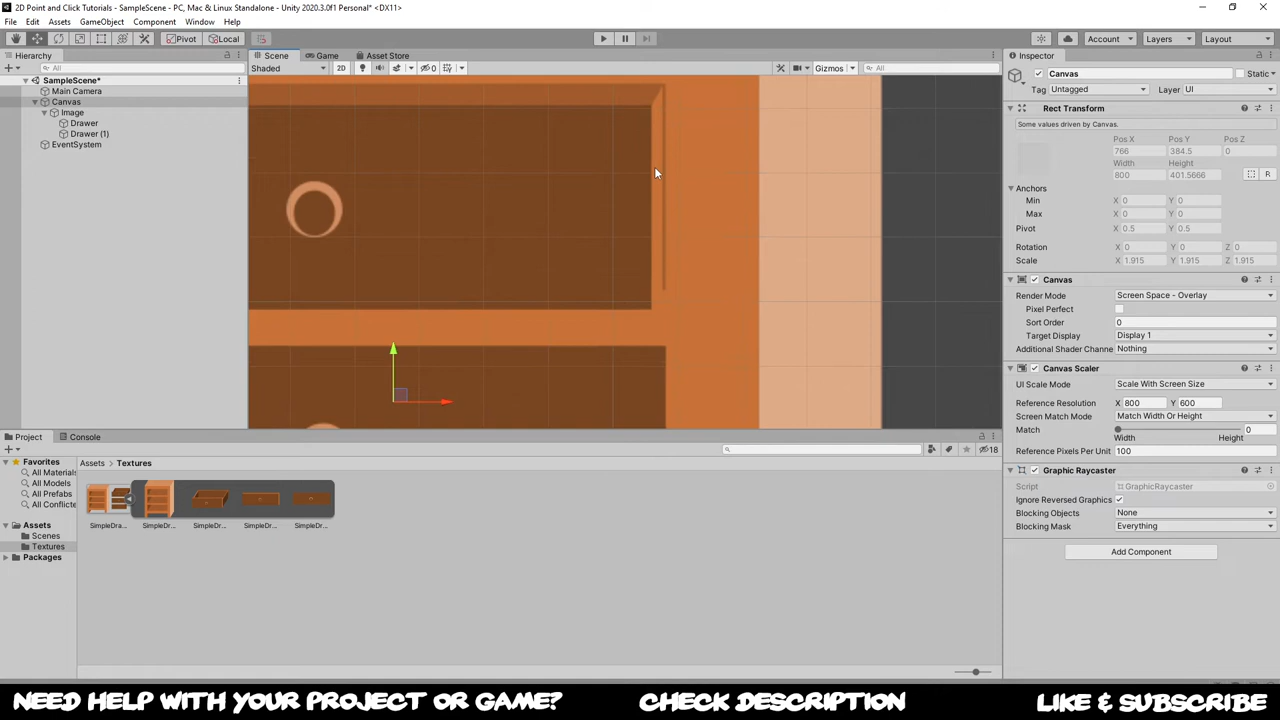 2D Point and Click Tutorials - SampleScene - PC, Mac & Linux Standalone - Unity 2020.3.0f1 Personal* <DX11>
File Edit Assets GameObject Component Window Help
Pivot Local Account Layers Layout
Hierarchy
All
SampleScene*
Main Camera
Canvas
Image
Drawer
Drawer (1)
EventSystem
Scene Game Asset Store
Shaded 2D 0 Gizmos All
Inspector
Canvas Static
Tag Untagged Layer UI
Rect Transform
Some values driven by Canvas.
Pos X Pos Y Pos Z
766 384.5 0
Width Height
800 401.5666 R
Anchors
Min X 0 Y 0
Max X 0 Y 0
Pivot X 0.5 Y 0.5
Rotation X 0 Y 0 Z 0
Scale X 1.915 Y 1.915 Z 1.915
Canvas
Render Mode Screen Space - Overlay
Pixel Perfect
Sort Order 0
Target Display Display 1
Additional Shader Channe Nothing
Canvas Scaler
UI Scale Mode Scale With Screen Size
Reference Resolution X 800 Y 600
Screen Match Mode Match Width Or Height
Match 0
Width Height
Reference Pixels Per Unit 100
Graphic Raycaster
Script GraphicRaycaster
Ignore Reversed Graphics
Blocking Objects None
Blocking Mask Everything
Add Component
Project Console
18
Favorites
All Materials
All Models
All Prefabs
All Conflicte
Assets
Scenes
Textures
Packages
Assets > Textures
SimpleDra... SimpleDr... SimpleDr... SimpleDr... SimpleDr...
NEED HELP WITH YOUR PROJECT OR GAME? CHECK DESCRIPTION LIKE & SUBSCRIBE